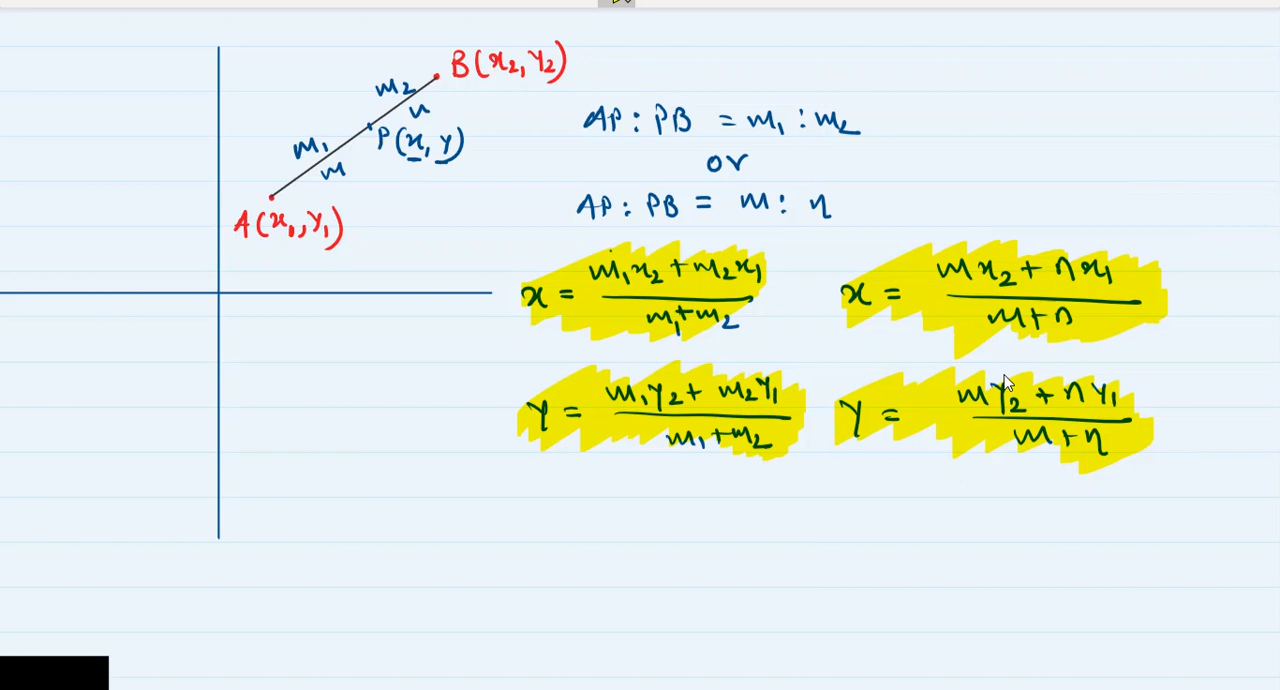 B(x₂, y₂)
m₂
n
P(x, y)
m₁
m
A(x₁, y₁)
AP : PB = m₁ : m₂
or
AP : PB = m : n
x = (m₁x₂ + m₂x₁)/(m₁+m₂)
x = (mx₂ + nx₁)/(m+n)
y = (m₁y₂ + m₂y₁)/(m₁+m₂)
y = (my₂ + ny₁)/(m+n)